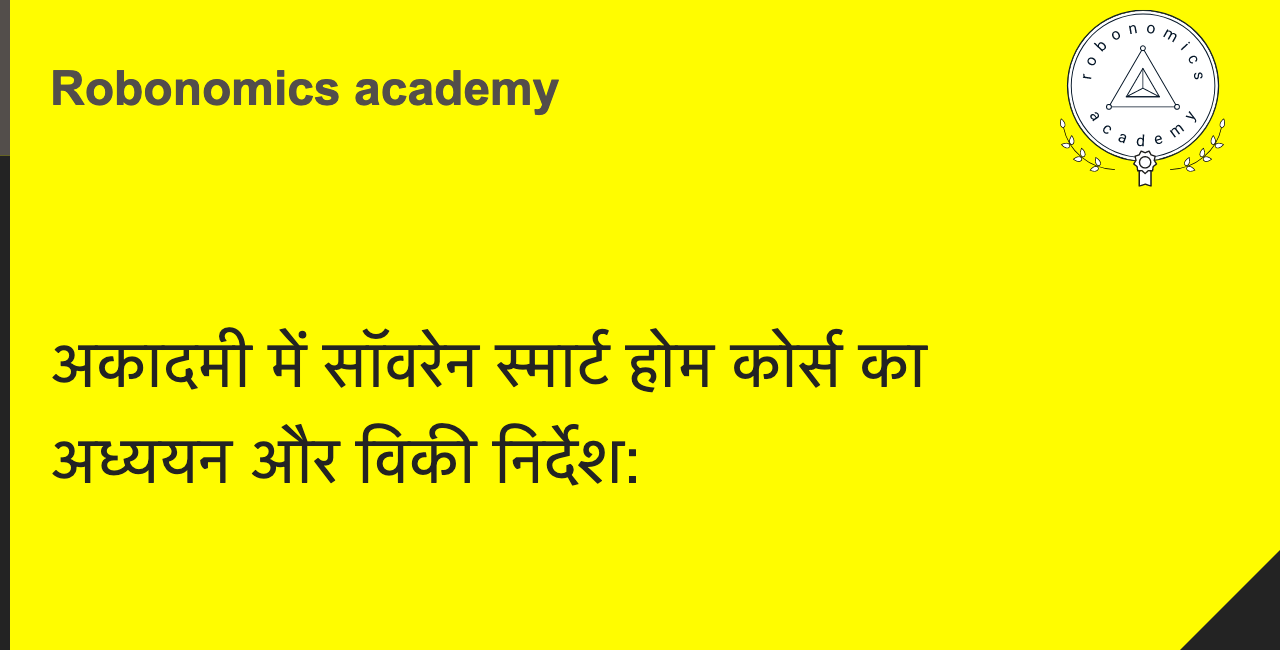 Robonomics academy
robonomics
academy
अकादमी में सॉवरेन स्मार्ट होम कोर्स का
अध्ययन और विकी निर्देश: